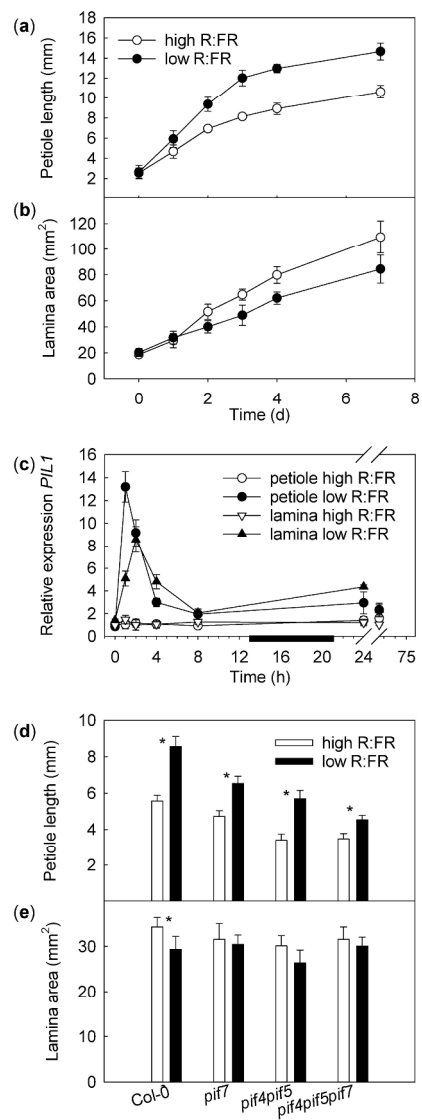 (a)
high R:FR
low R:FR
Petiole length (mm)
16
14
12
10
8
6
4
2
(b)
Lamina area (mm²)
120
100
80
60
40
20
0
0 2 4 6 8
Time (d)
(c)
Relative expression PIL1
16
14
12
10
8
6
4
2
0
petiole high R:FR
petiole low R:FR
lamina high R:FR
lamina low R:FR
0 4 8 12 16 20 24 75
Time (h)
(d)
Petiole length (mm)
10
8
6
4
2
high R:FR
low R:FR
* * * *
(e)
Lamina area (mm²)
30
20
10
0
*
Col-0 pif7 pif4pif5 pif4pif5pif7